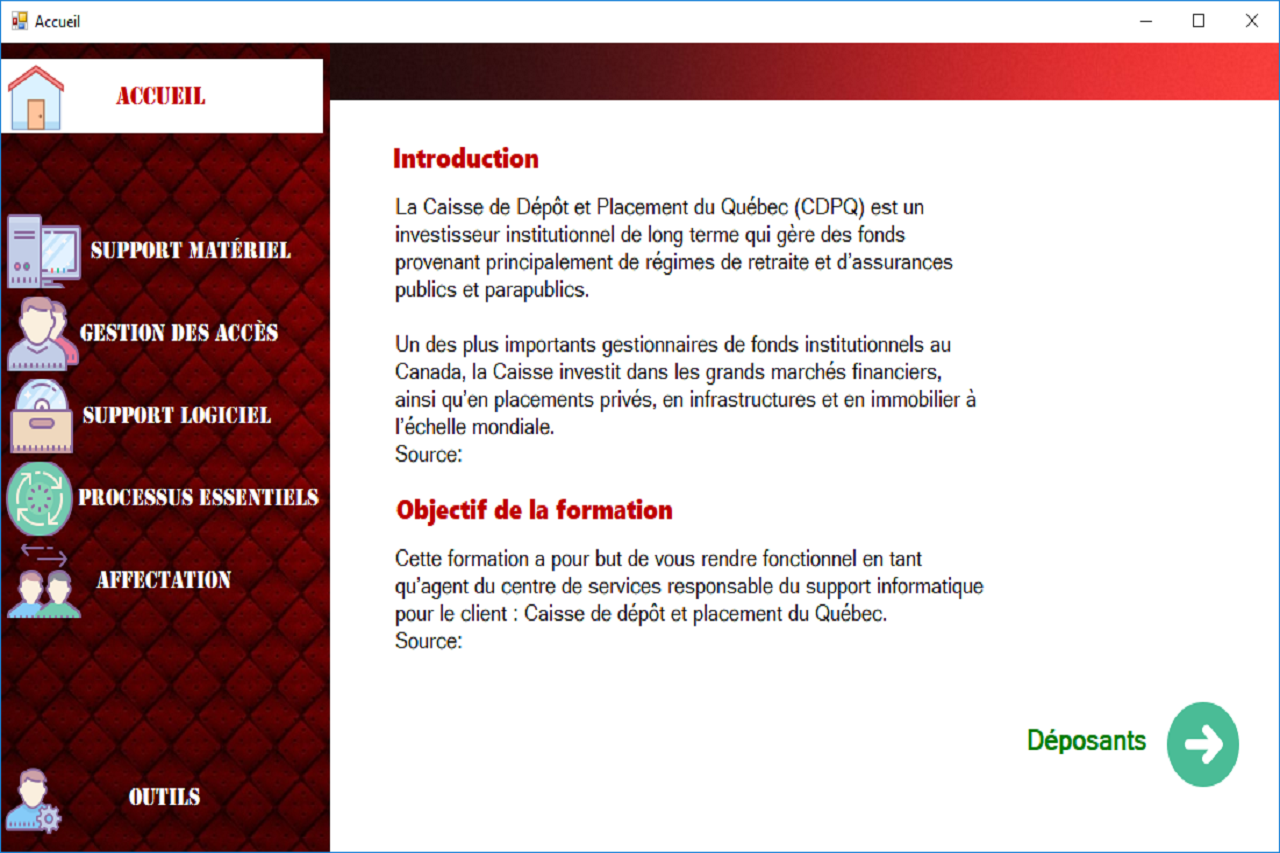 Accueil
ACCUEIL
SUPPORT MATÉRIEL
GESTION DES ACCÈS
SUPPORT LOGICIEL
PROCESSUS ESSENTIELS
AFFECTATION
OUTILS
Introduction
La Caisse de Dépôt et Placement du Québec (CDPQ) est un
investisseur institutionnel de long terme qui gère des fonds
provenant principalement de régimes de retraite et d'assurances
publics et parapublics.
Un des plus importants gestionnaires de fonds institutionnels au
Canada, la Caisse investit dans les grands marchés financiers,
ainsi qu'en placements privés, en infrastructures et en immobilier à
l'échelle mondiale.
Source:
Objectif de la formation
Cette formation a pour but de vous rendre fonctionnel en tant
qu'agent du centre de services responsable du support informatique
pour le client : Caisse de dépôt et placement du Québec.
Source:
Déposants